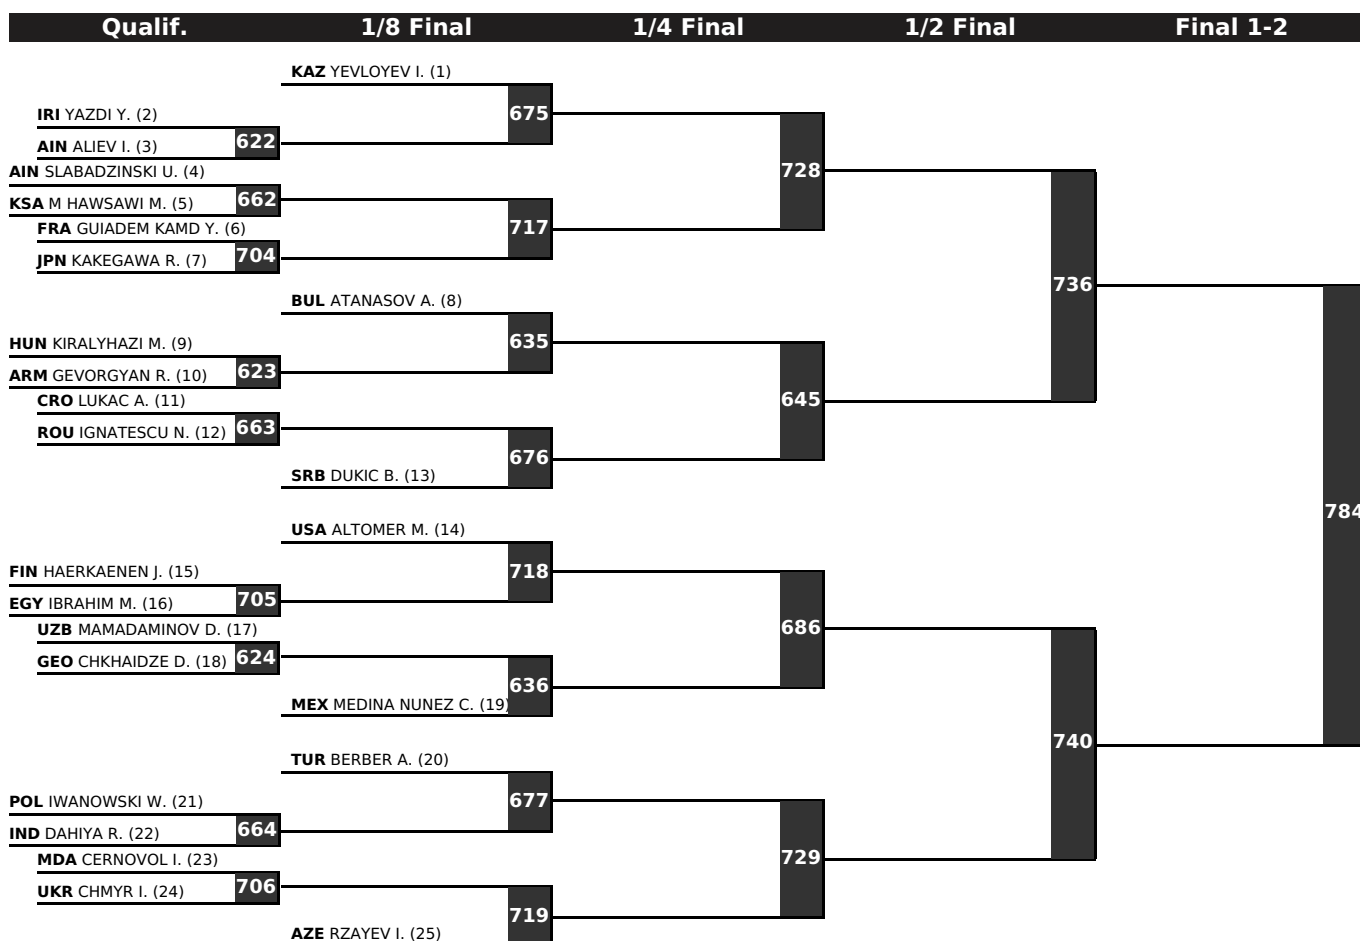 Qualif. 1/8 Final 1/4 Final 1/2 Final Final 1-2
KAZ YEVLOYEV I. (1)
675
IRI YAZDI Y. (2)
622
AIN ALIEV I. (3)
728
AIN SLABADZINSKI U. (4)
662
KSA M HAWSAWI M. (5)
717
FRA GUIADEM KAMD Y. (6)
704
JPN KAKEGAWA R. (7)
736
BUL ATANASOV A. (8)
635
HUN KIRALYHAZI M. (9)
623
ARM GEVORGYAN R. (10)
645
CRO LUKAC A. (11)
663
ROU IGNATESCU N. (12)
676
SRB DUKIC B. (13)
784
USA ALTOMER M. (14)
718
FIN HAERKAENEN J. (15)
705
EGY IBRAHIM M. (16)
686
UZB MAMADAMINOV D. (17)
624
GEO CHKHAIDZE D. (18)
636
MEX MEDINA NUNEZ C. (19)
740
TUR BERBER A. (20)
677
POL IWANOWSKI W. (21)
664
IND DAHIYA R. (22)
729
MDA CERNOVOL I. (23)
706
UKR CHMYR I. (24)
719
AZE RZAYEV I. (25)